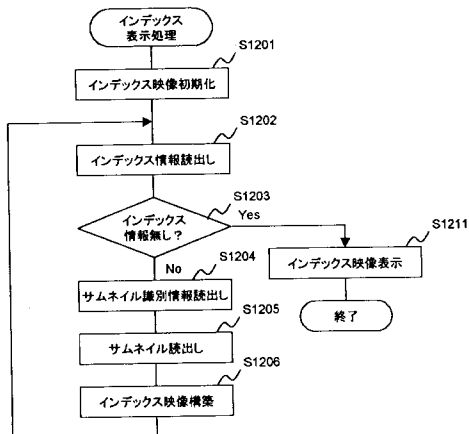 インデックス
表示処理
S1201
インデックス映像初期化
S1202
インデックス情報読出し
S1203
インデックス
情報無し?
Yes
S1211
インデックス映像表示
終了
No
S1204
サムネイル識別情報読出し
S1205
サムネイル読出し
S1206
インデックス映像構築